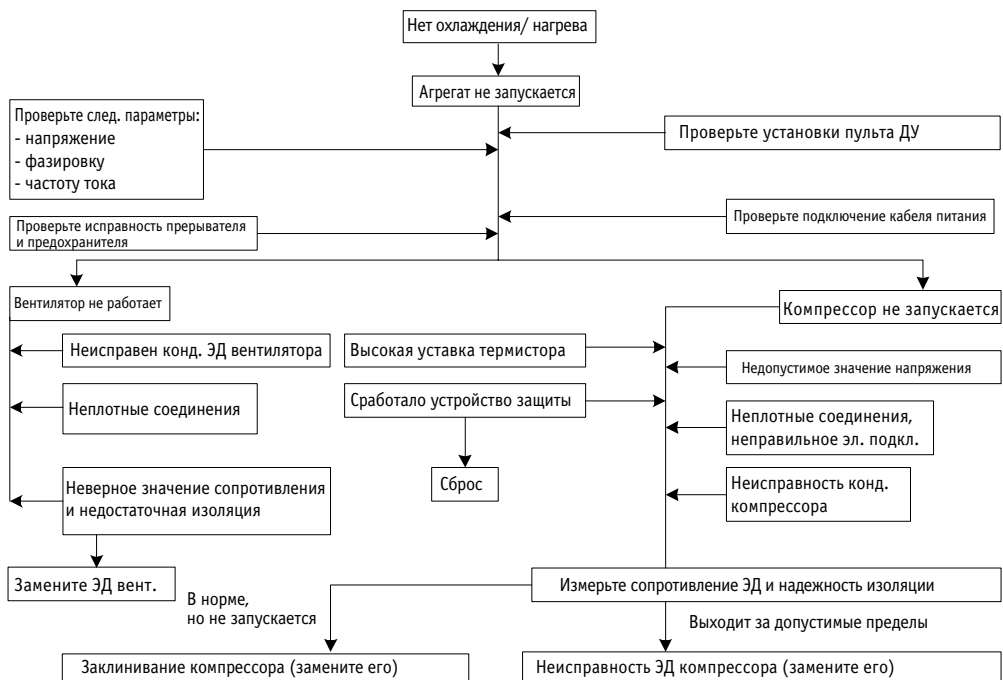 Нет охлаждения/ нагрева
Агрегат не запускается
Проверьте след. параметры:
- напряжение
- фазировку
- частоту тока
Проверьте установки пульта ДУ
Проверьте исправность прерывателя
и предохранителя
Проверьте подключение кабеля питания
Вентилятор не работает
Компрессор не запускается
Неисправен конд. ЭД вентилятора
Высокая уставка термистора
Недопустимое значение напряжения
Неплотные соединения
Сработало устройство защиты
Неплотные соединения,
неправильное эл. подкл.
Неверное значение сопротивления
и недостаточная изоляция
Сброс
Неисправность конд.
компрессора
Замените ЭД вент.
Измерьте сопротивление ЭД и надежность изоляции
В норме,
но не запускается
Выходит за допустимые пределы
Заклинивание компрессора (замените его)
Неисправность ЭД компрессора (замените его)